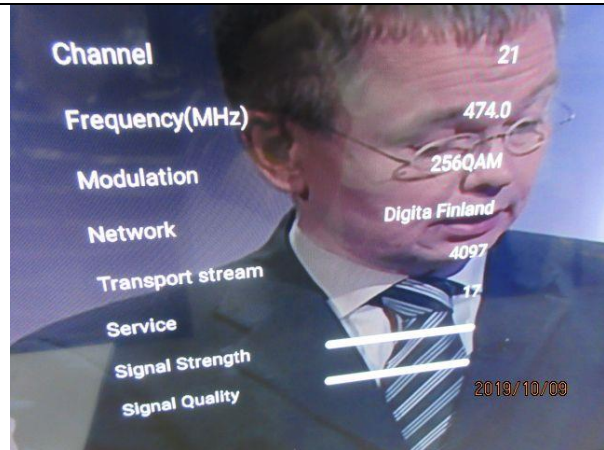 Channel 21
Frequency(MHz) 474.0
Modulation 256QAM
Network Digita Finland
Transport stream 4097
Service 17
Signal Strength
Signal Quality
2019/10/09